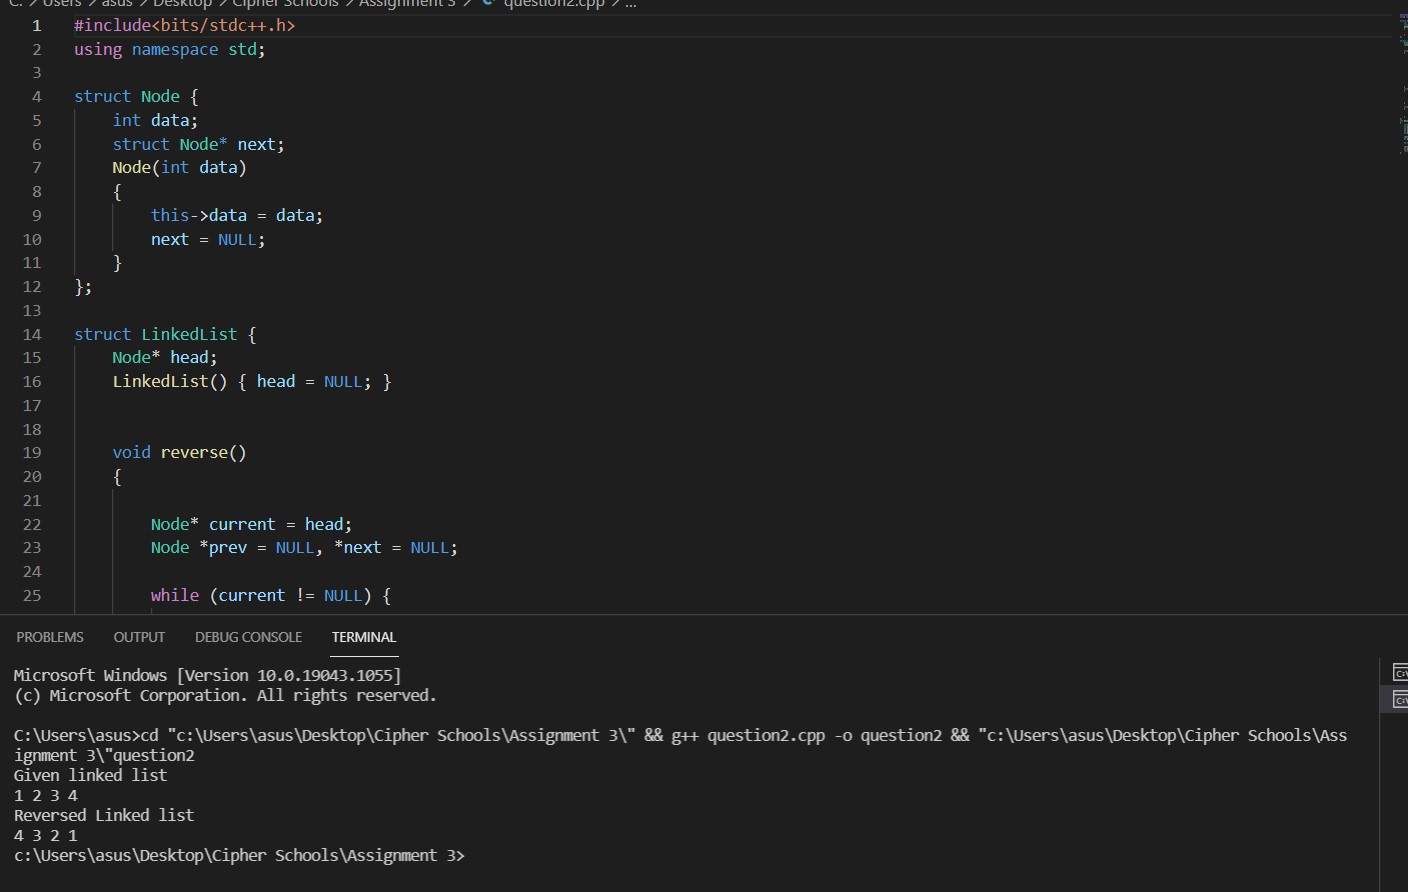 C: > Users > asus > Desktop > Cipher Schools > Assignment 3 > question2.cpp > ...
1 #include<bits/stdc++.h>
2 using namespace std;
3
4 struct Node {
5 int data;
6 struct Node* next;
7 Node(int data)
8 {
9 this->data = data;
10 next = NULL;
11 }
12 };
13
14 struct LinkedList {
15 Node* head;
16 LinkedList() { head = NULL; }
17
18
19 void reverse()
20 {
21
22 Node* current = head;
23 Node *prev = NULL, *next = NULL;
24
25 while (current != NULL) {
PROBLEMS OUTPUT DEBUG CONSOLE TERMINAL
Microsoft Windows [Version 10.0.19043.1055]
(c) Microsoft Corporation. All rights reserved.
C:\Users\asus>cd "c:\Users\asus\Desktop\Cipher Schools\Assignment 3\" && g++ question2.cpp -o question2 && "c:\Users\asus\Desktop\Cipher Schools\Ass
ignment 3\"question2
Given linked list
1 2 3 4
Reversed Linked list
4 3 2 1
c:\Users\asus\Desktop\Cipher Schools\Assignment 3>